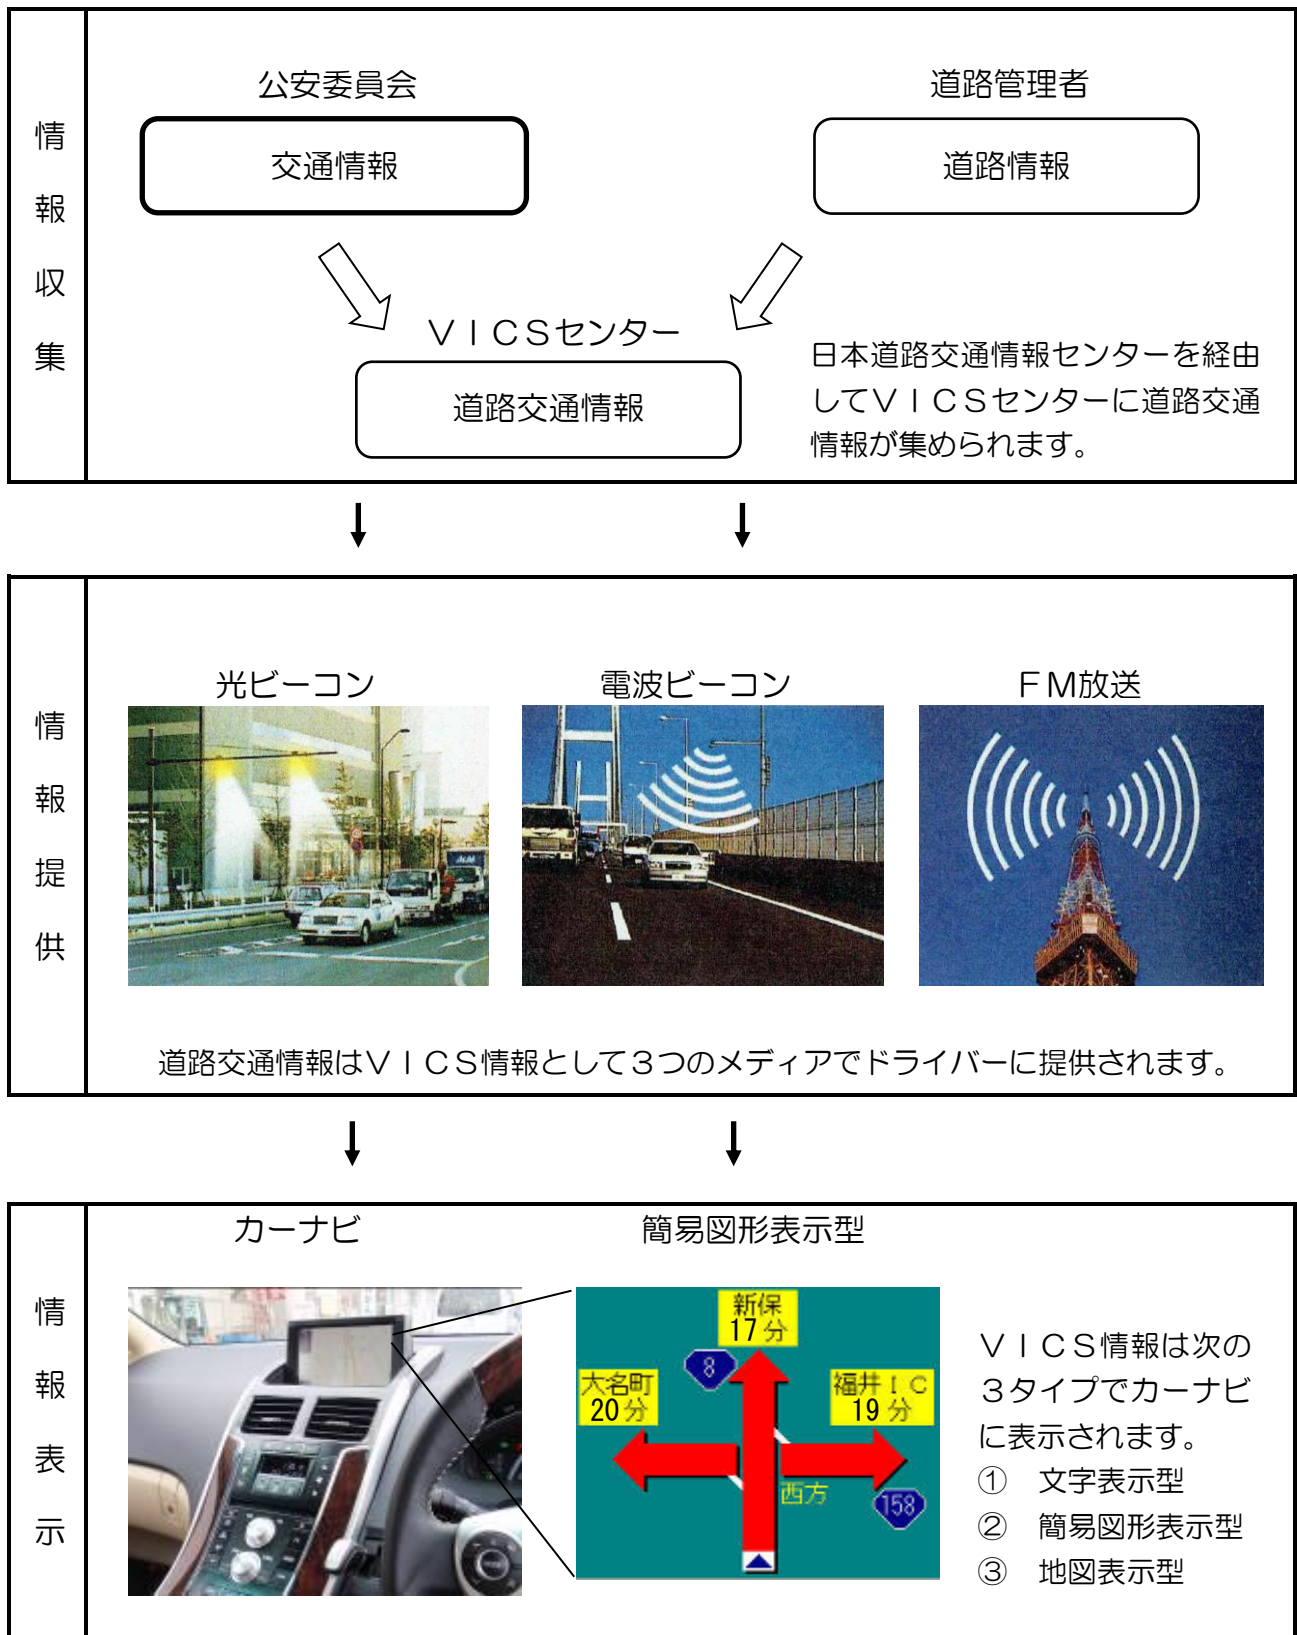 情報収集
公安委員会
道路管理者
交通情報
道路情報
ＶＩＣＳセンター
道路交通情報
日本道路交通情報センターを経由
してＶＩＣＳセンターに道路交通
情報が集められます。
情報提供
光ビーコン
電波ビーコン
ＦＭ放送
道路交通情報はＶＩＣＳ情報として３つのメディアでドライバーに提供されます。
情報表示
カーナビ
簡易図形表示型
新保
17分
8
大名町
20分
福井ＩＣ
19分
西方
158
ＶＩＣＳ情報は次の
３タイプでカーナビ
に表示されます。
①　文字表示型
②　簡易図形表示型
③　地図表示型